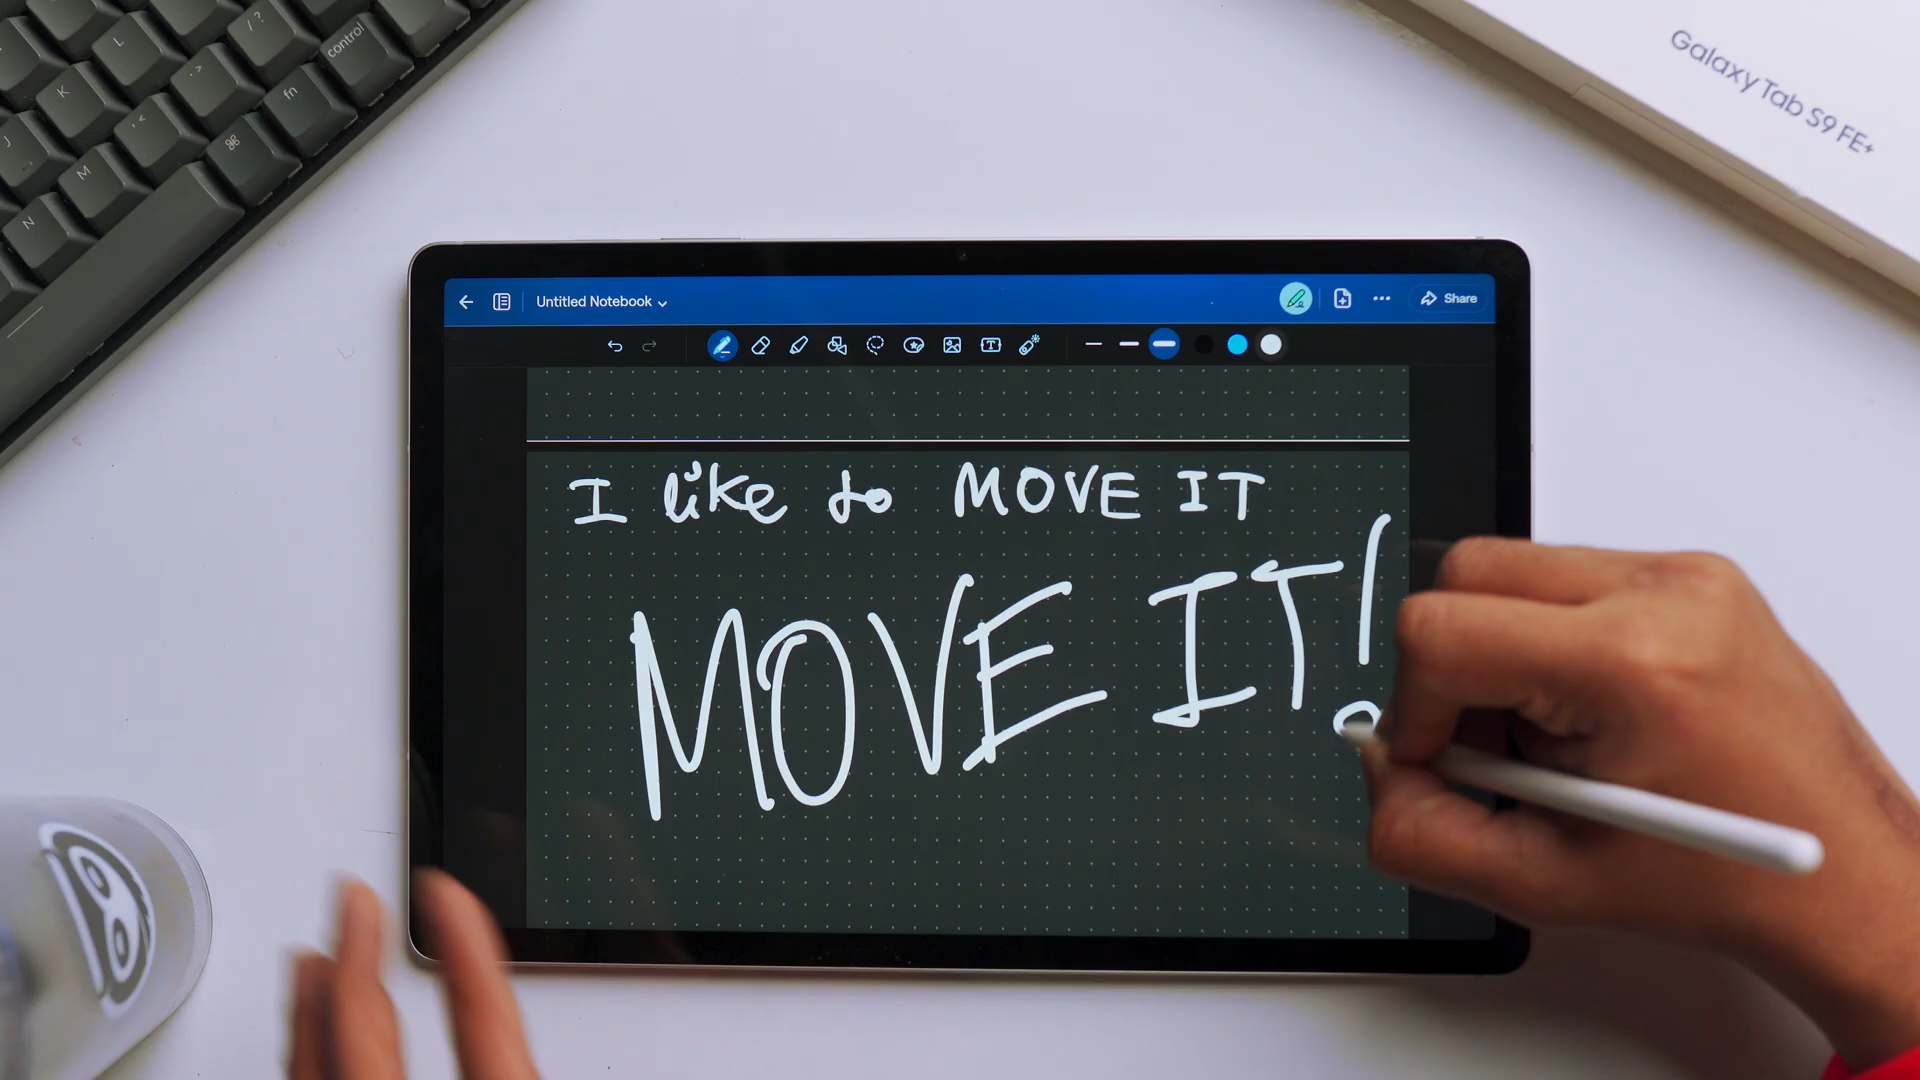 L
/ ?
control
K
. >
fn
J
, <
⌘
M
N
Galaxy Tab S9 FE+
Untitled Notebook
Share
I like to MOVE IT
MOVE IT!